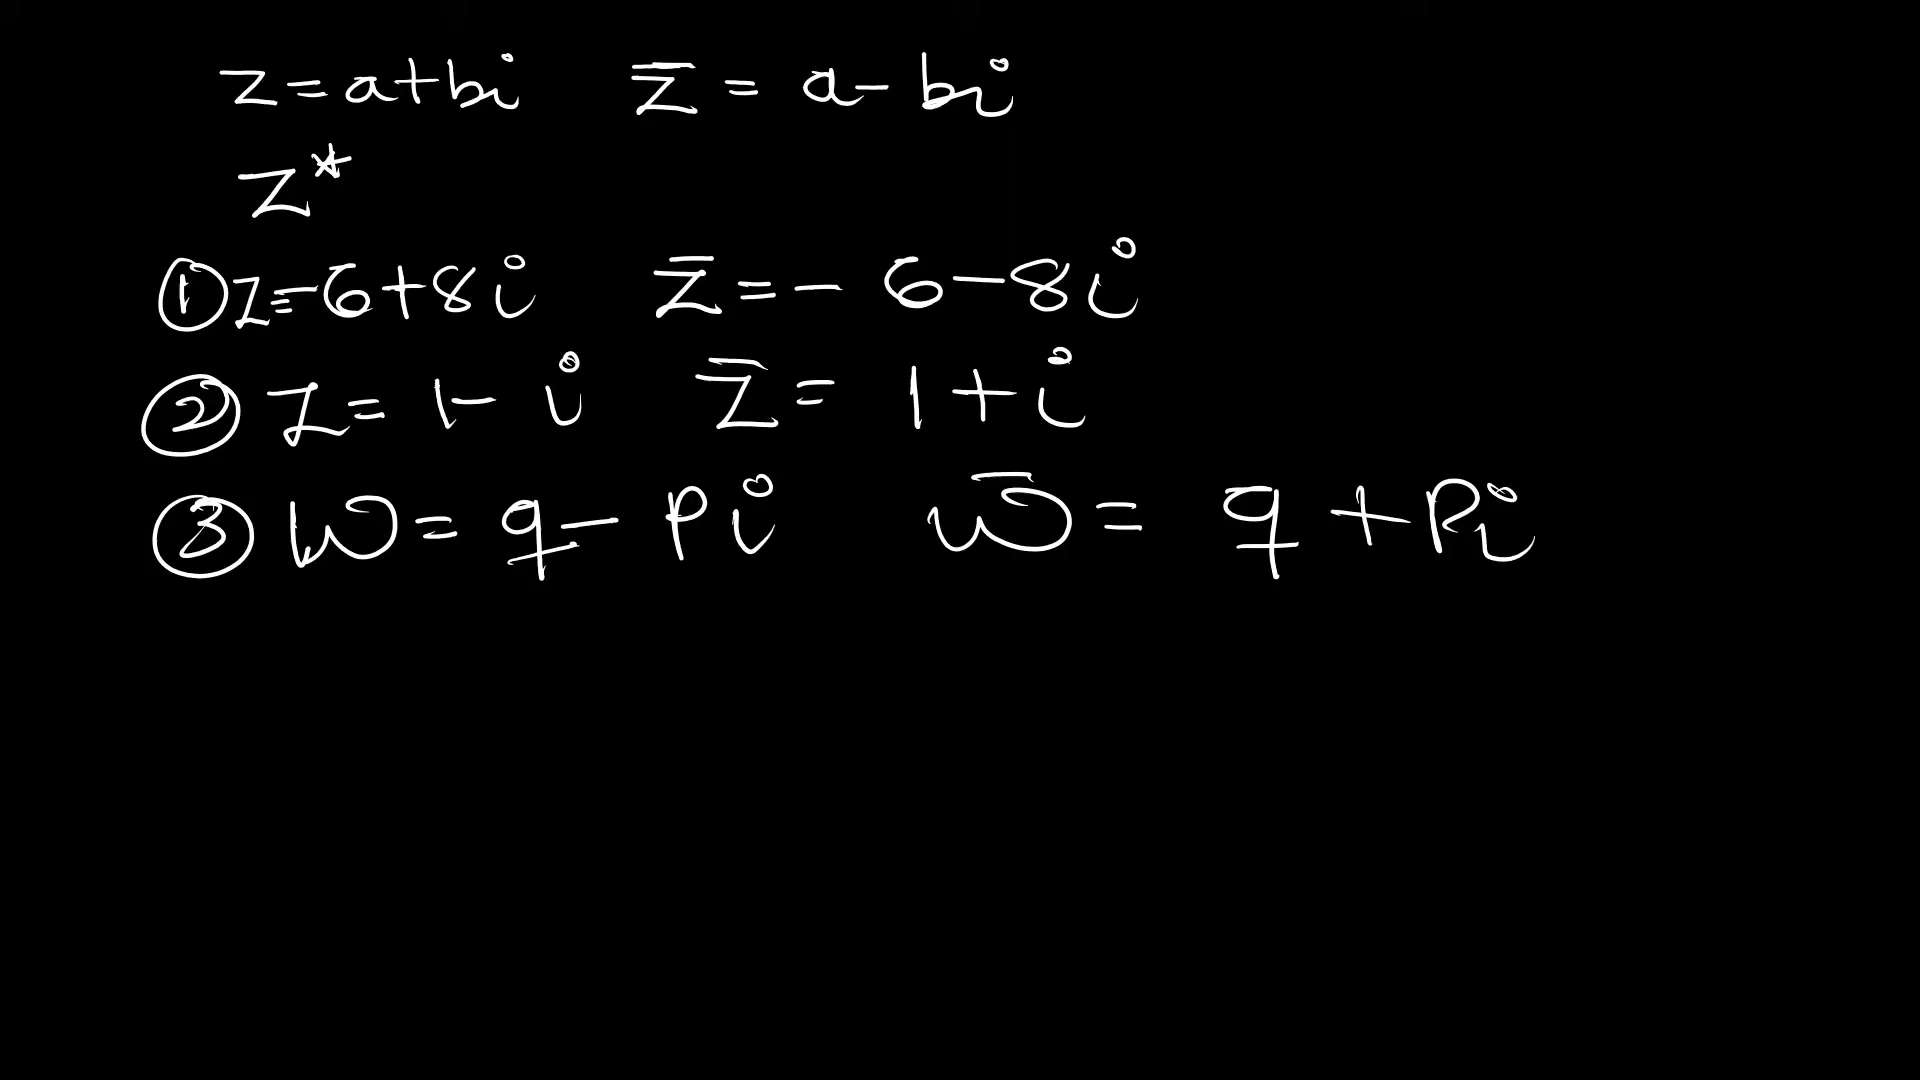 z = a + bi   z̅ = a - bi
z*
① z = -6 + 8i   z̅ = -6 - 8i
② z = 1 - i   z̅ = 1 + i
③ w = q - pi   w̅ = q + pi